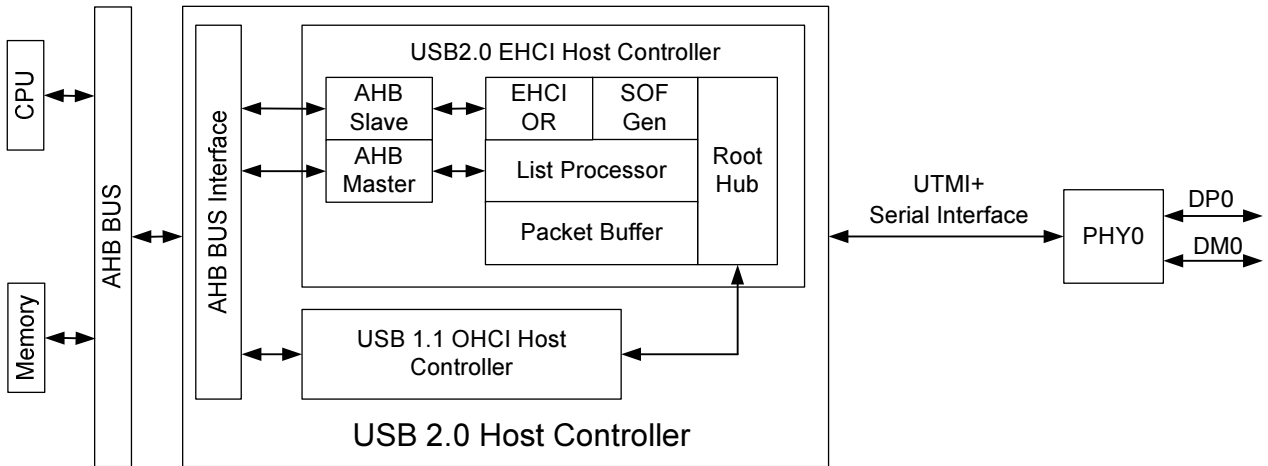 CPU
Memory
AHB BUS
AHB BUS Interface
USB2.0 EHCI Host Controller
AHB
Slave
AHB
Master
EHCI
OR
SOF
Gen
List Processor
Packet Buffer
Root
Hub
USB 1.1 OHCI Host
Controller
USB 2.0 Host Controller
UTMI+
Serial Interface
PHY0
DP0
DM0